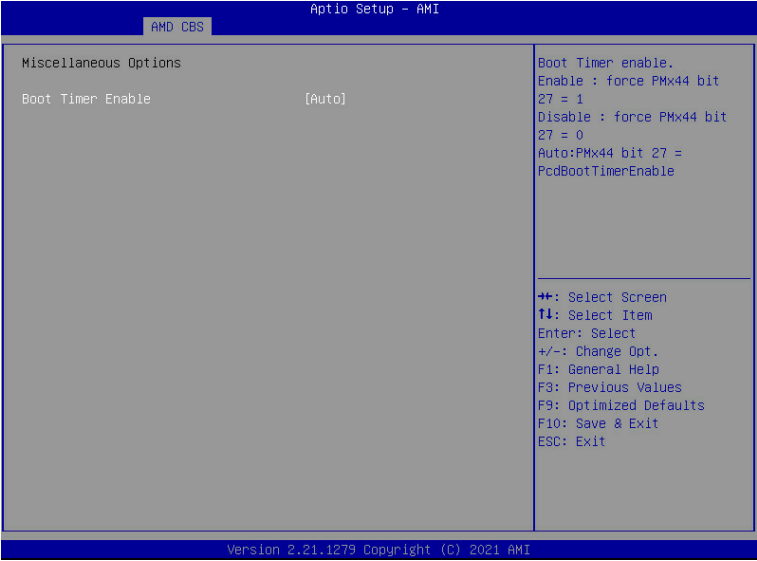 Aptio Setup – AMI
AMD CBS
Miscellaneous Options
Boot Timer Enable [Auto]
Boot Timer enable.
Enable : force PMx44 bit
27 = 1
Disable : force PMx44 bit
27 = 0
Auto:PMx44 bit 27 =
PcdBootTimerEnable
→←: Select Screen
↑↓: Select Item
Enter: Select
+/-: Change Opt.
F1: General Help
F3: Previous Values
F9: Optimized Defaults
F10: Save & Exit
ESC: Exit
Version 2.21.1279 Copyright (C) 2021 AMI